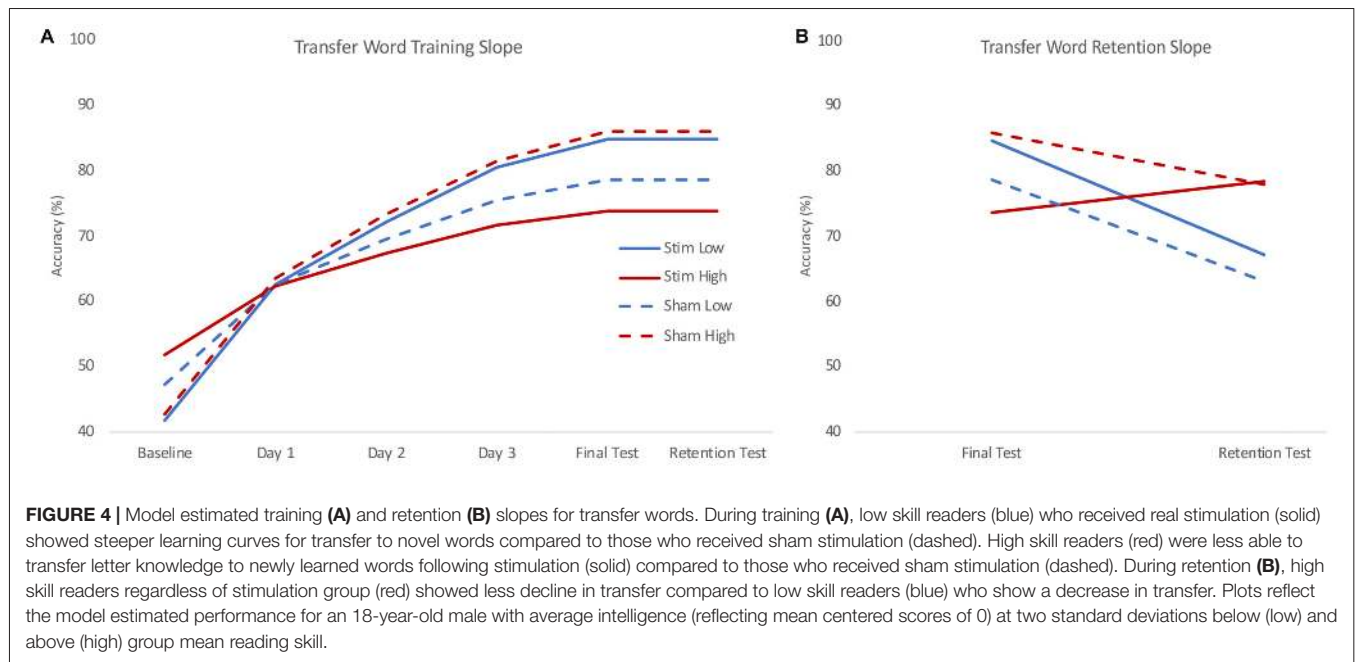 A
Transfer Word Training Slope
100
90
80
70
60
50
40
Accuracy (%)
Stim Low
Stim High
Sham Low
Sham High
Baseline
Day 1
Day 2
Day 3
Final Test
Retention Test
B
Transfer Word Retention Slope
100
90
80
70
60
50
40
Accuracy (%)
Final Test
Retention Test
FIGURE 4 | Model estimated training (A) and retention (B) slopes for transfer words. During training (A), low skill readers (blue) who received real stimulation (solid)
showed steeper learning curves for transfer to novel words compared to those who received sham stimulation (dashed). High skill readers (red) were less able to
transfer letter knowledge to newly learned words following stimulation (solid) compared to those who received sham stimulation (dashed). During retention (B), high
skill readers regardless of stimulation group (red) showed less decline in transfer compared to low skill readers (blue) who show a decrease in transfer. Plots reflect
the model estimated performance for an 18-year-old male with average intelligence (reflecting mean centered scores of 0) at two standard deviations below (low) and
above (high) group mean reading skill.